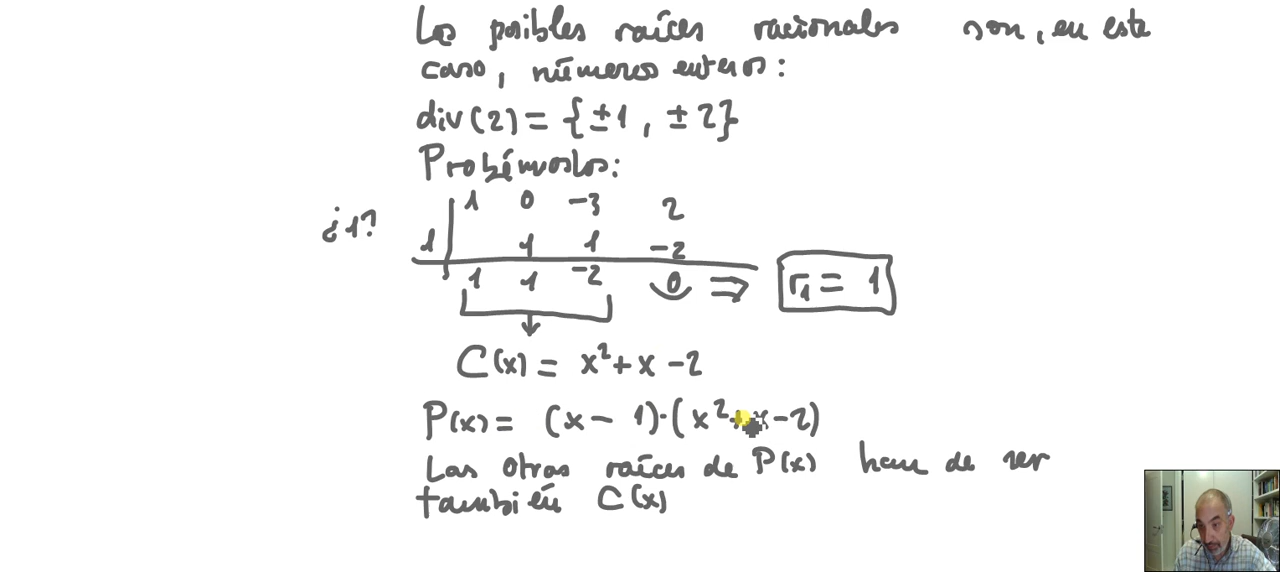 Las posibles raíces racionales son, en este
caso, números enteros:
div(2) = {±1, ±2}
Probémoslos:
¿1?
1 0 -3 2
1 1 1 -2
1 1 -2 0 ⇒ r₁ = 1
C(x) = x² + x - 2
P(x) = (x - 1)·(x² + x - 2)
Las otras raíces de P(x) han de ser
también C(x)